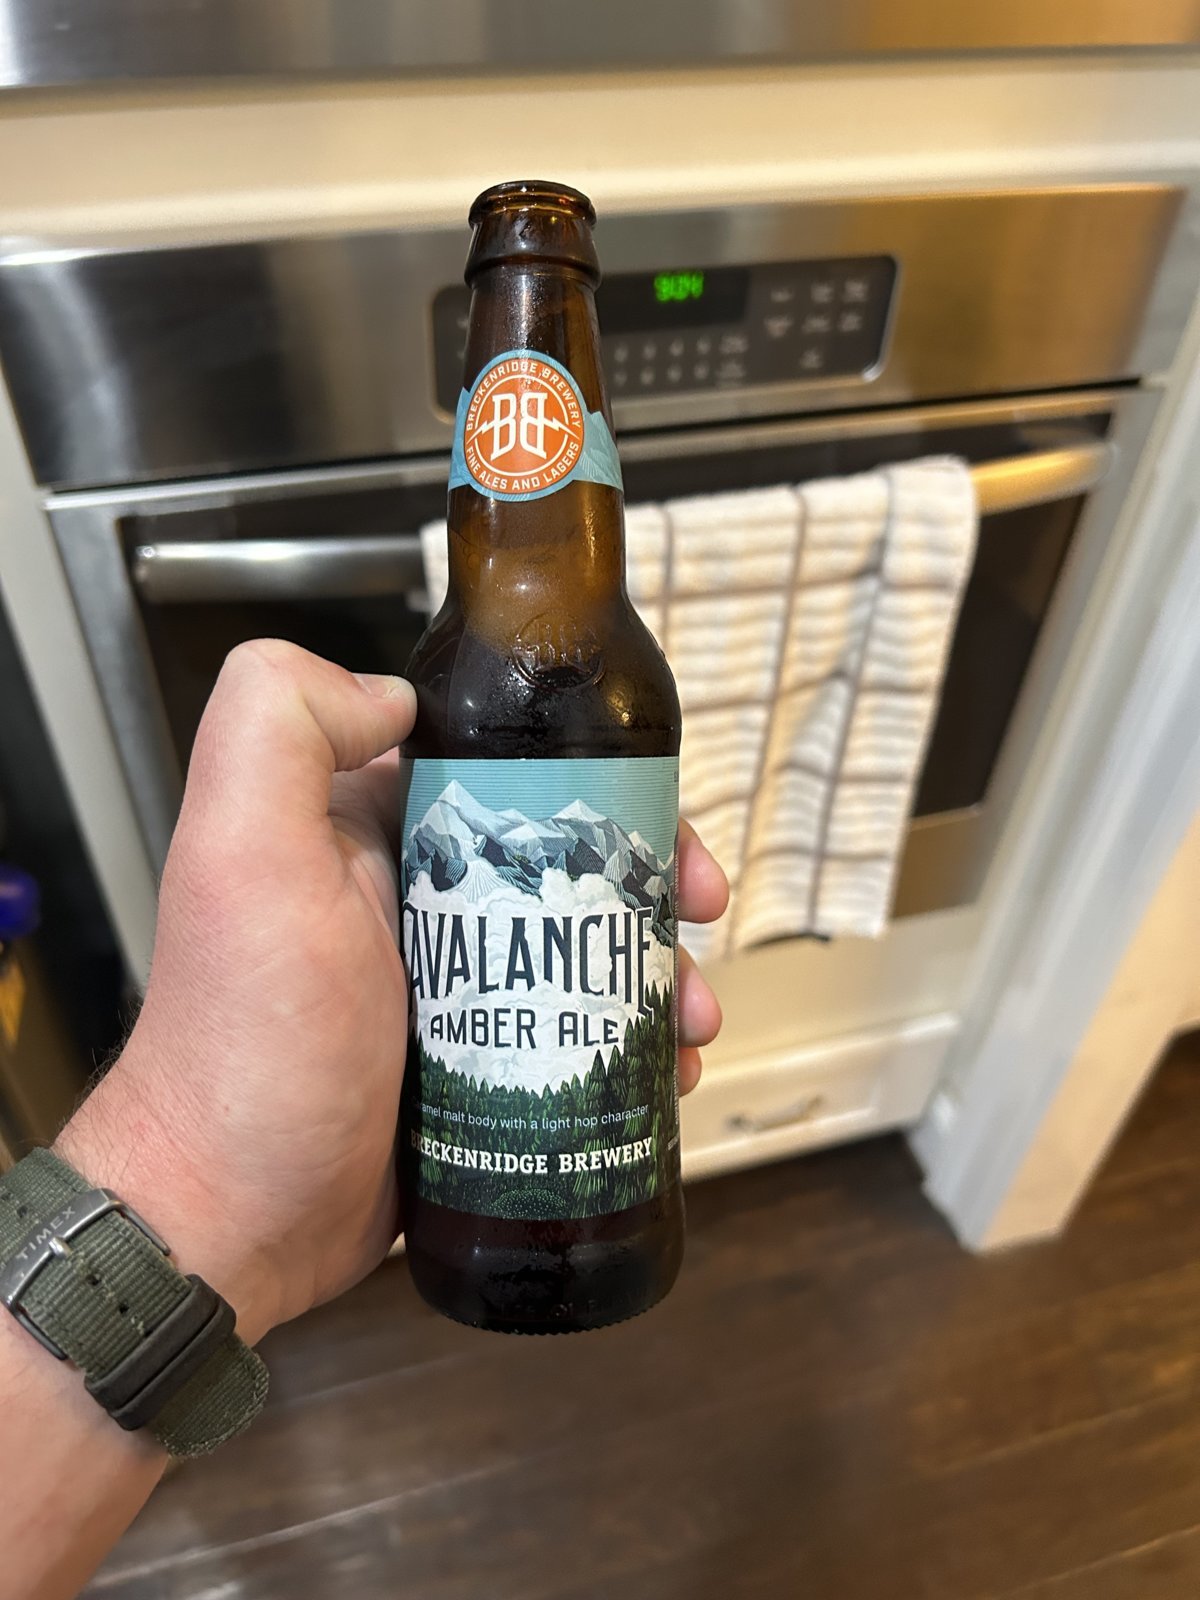 BRECKENRIDGE BREWERY
BB
FINE ALES AND LAGERS
AVALANCHE
AMBER ALE
malt body with a light hop character
BRECKENRIDGE BREWERY
TIMEX